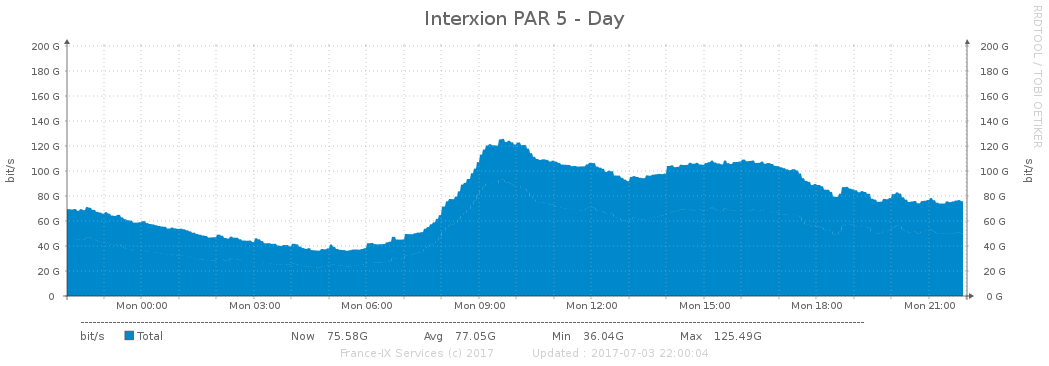 Interxion PAR 5 - Day
RRDTOOL / TOBI OETIKER
bit/s
bit/s
200 G 200 G
180 G 180 G
160 G 160 G
140 G 140 G
120 G 120 G
100 G 100 G
80 G 80 G
60 G 60 G
40 G 40 G
20 G 20 G
0 0 G
Mon 00:00 Mon 03:00 Mon 06:00 Mon 09:00 Mon 12:00 Mon 15:00 Mon 18:00 Mon 21:00
bit/s Total Now 75.58G Avg 77.05G Min 36.04G Max 125.49G
France-IX Services (c) 2017 Updated : 2017-07-03 22:00:04